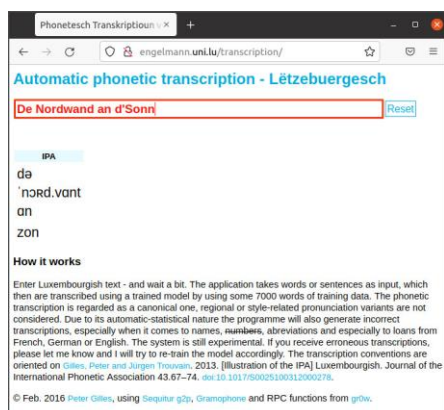 Phonetesch Transkriptioun v
engelmann.uni.lu/transcription/
Automatic phonetic transcription - Lëtzebuergesch
De Nordwand an d'Sonn
Reset
IPA
də
ˈnɔʀd.vɑnt
ɑn
zon
How it works
Enter Luxembourgish text - and wait a bit. The application takes words or sentences as input, which
then are transcribed using a trained model by using some 7000 words of training data. The phonetic
transcription is regarded as a canonical one, regional or style-related pronunciation variants are not
considered. Due to its automatic-statistical nature the programme will also generate incorrect
transcriptions, especially when it comes to names, numbers, abreviations and especially to loans from
French, German or English. The system is still experimental. If you receive erroneous transcriptions,
please let me know and I will try to re-train the model accordingly. The transcription conventions are
oriented on Gilles, Peter and Jürgen Trouvain. 2013. [Illustration of the IPA] Luxembourgish. Journal of the
International Phonetic Association 43.67–74. doi:10.1017/S0025100312000278.
© Feb. 2016 Peter Gilles, using Sequitur g2p, Gramophone and RPC functions from gr0w.